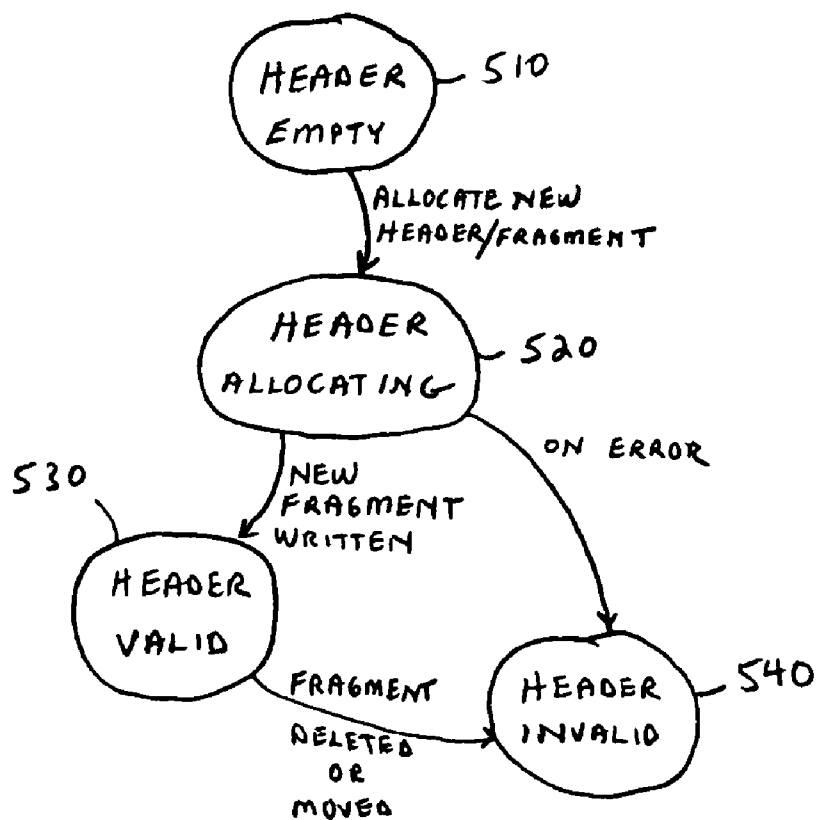 HEADER
EMPTY
510
ALLOCATE NEW
HEADER/FRAGMENT
HEADER
ALLOCATING
520
ON ERROR
530
NEW
FRAGMENT
WRITTEN
HEADER
VALID
FRAGMENT
DELETED
OR
MOVED
HEADER
INVALID
540